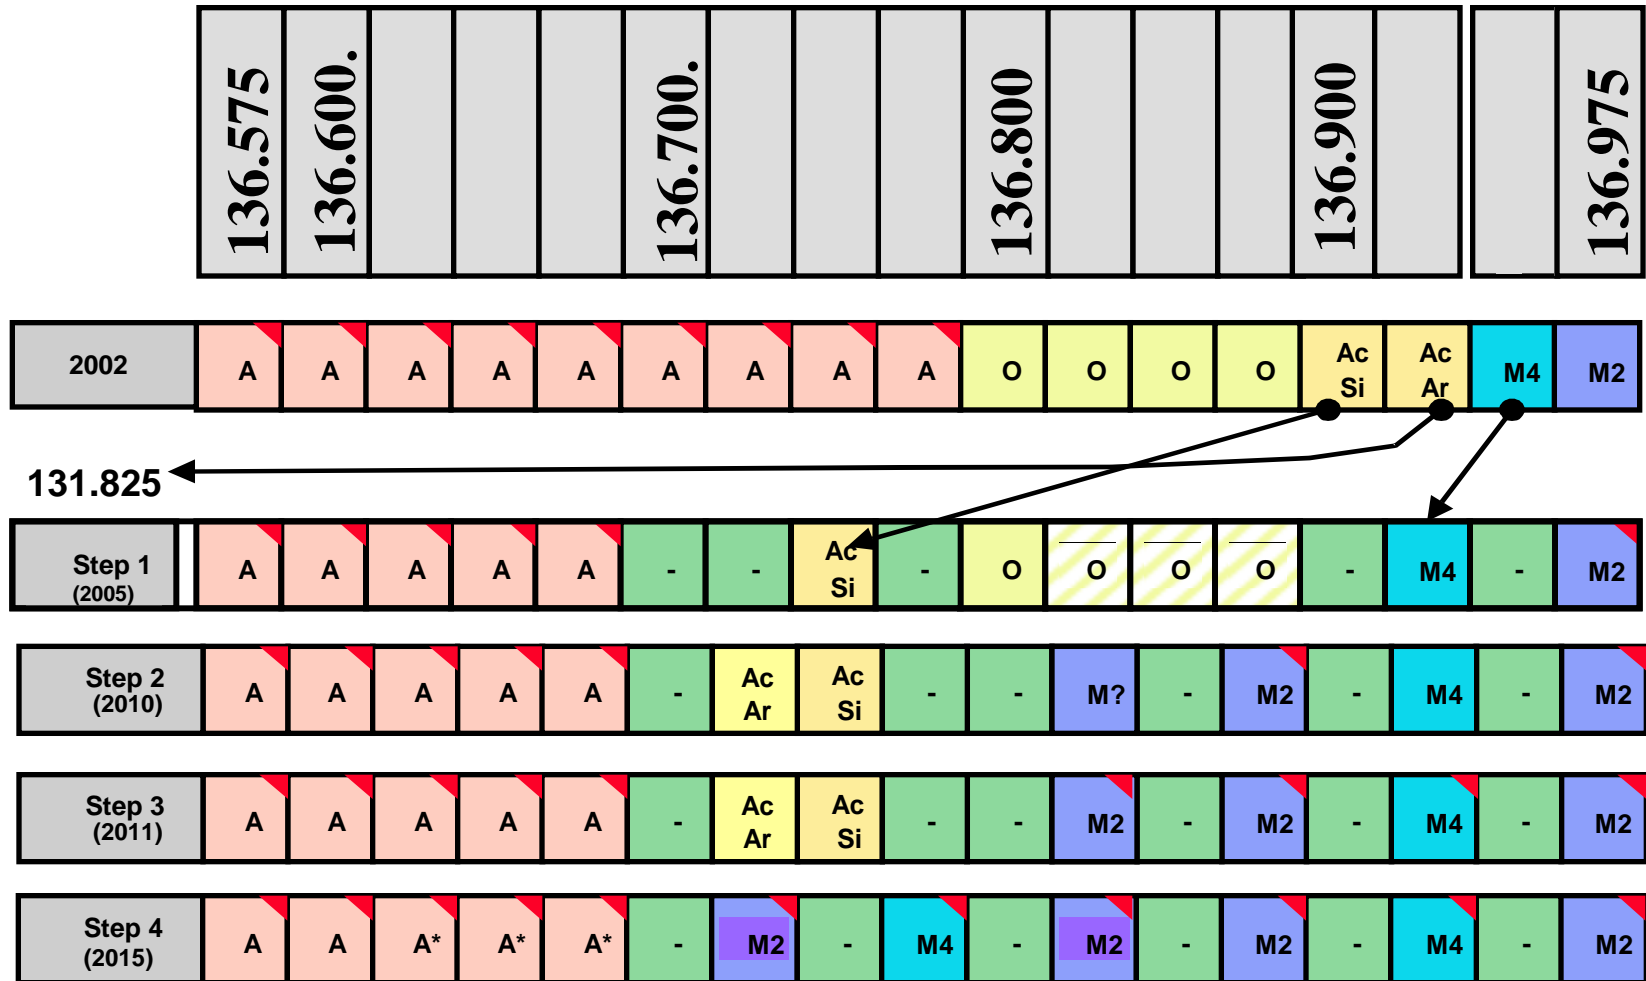 136.575 136.600. 136.700. 136.800 136.900 136.975
2002 A A A A A A A A A O O O O Ac Si Ac Ar M4 M2
131.825
Step 1 (2005) A A A A A - - Ac Si - O O O O - M4 - M2
Step 2 (2010) A A A A A - Ac Ar Ac Si - - M? - M2 - M4 - M2
Step 3 (2011) A A A A A - Ac Ar Ac Si - - M2 - M2 - M4 - M2
Step 4 (2015) A A A* A* A* - M2 - M4 - M2 - M2 - M4 - M2